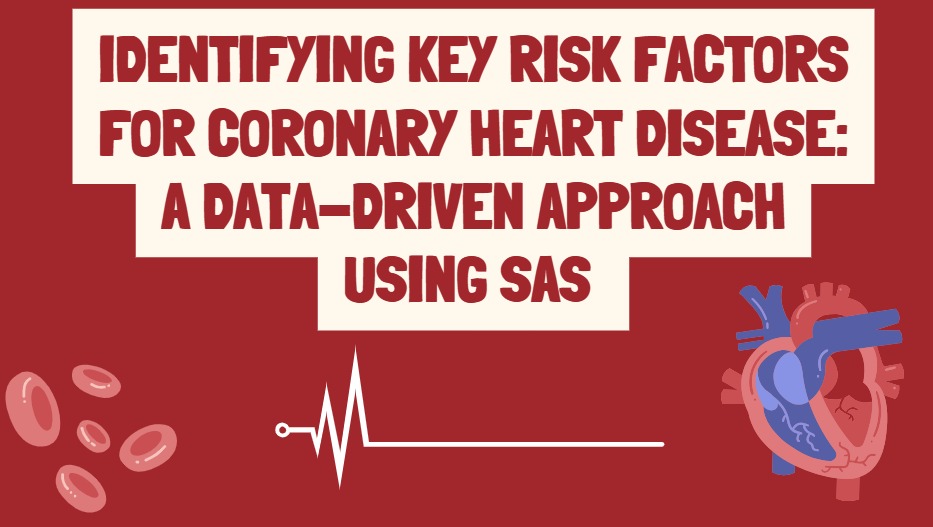 IDENTIFYING KEY RISK FACTORS
FOR CORONARY HEART DISEASE:
A DATA-DRIVEN APPROACH
USING SAS